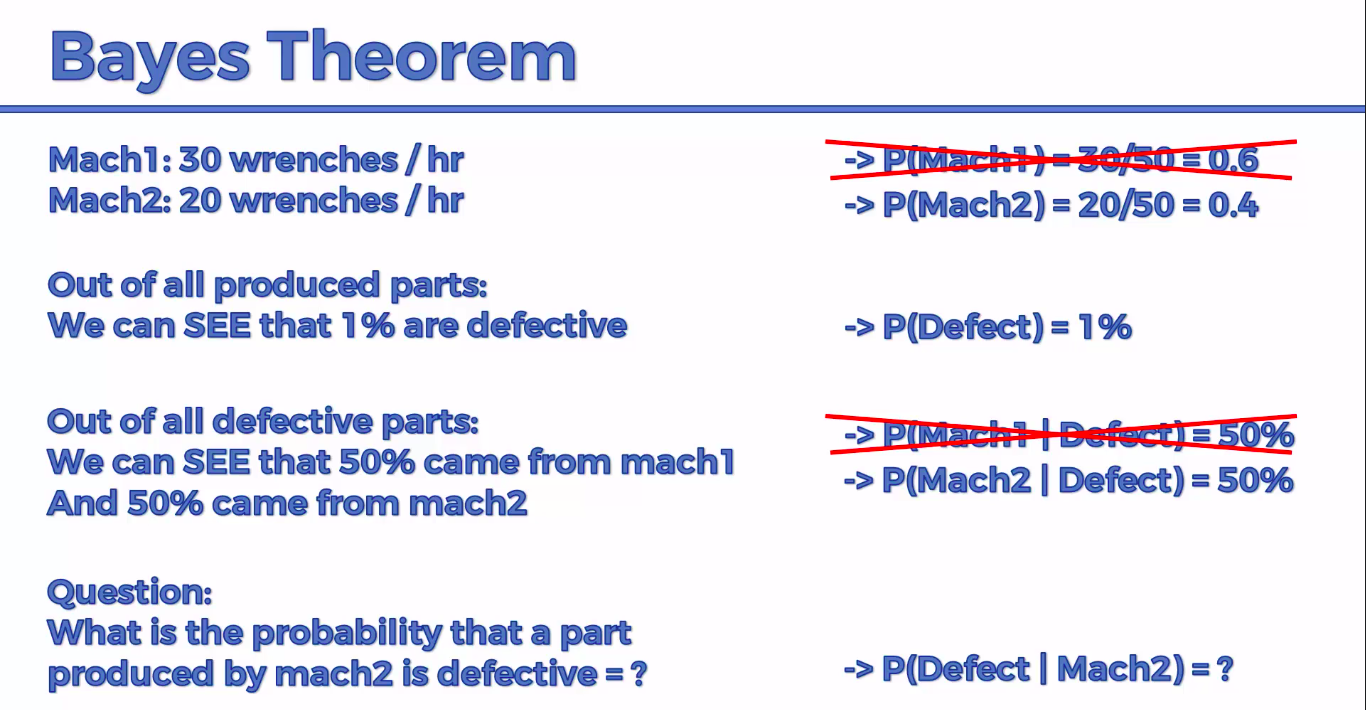 Bayes Theorem
Mach1: 30 wrenches / hr
-> P(Mach1) = 30/50 = 0.6
Mach2: 20 wrenches / hr
-> P(Mach2) = 20/50 = 0.4
Out of all produced parts:
We can SEE that 1% are defective
-> P(Defect) = 1%
Out of all defective parts:
We can SEE that 50% came from mach1
And 50% came from mach2
-> P(Mach1 | Defect) = 50%
-> P(Mach2 | Defect) = 50%
Question:
What is the probability that a part
produced by mach2 is defective = ?
-> P(Defect | Mach2) = ?